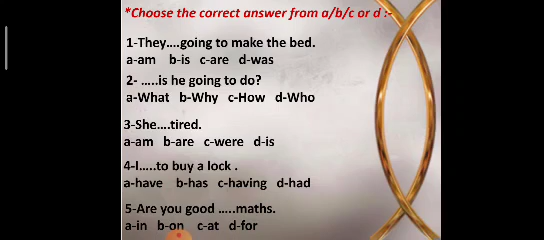 *Choose the correct answer from a/b/c or d :-
1-They....going to make the bed.
a-am b-is c-are d-was
2- .....is he going to do?
a-What b-Why c-How d-Who
3-She....tired.
a-am b-are c-were d-is
4-I.....to buy a lock .
a-have b-has c-having d-had
5-Are you good .....maths.
a-in b-on c-at d-for